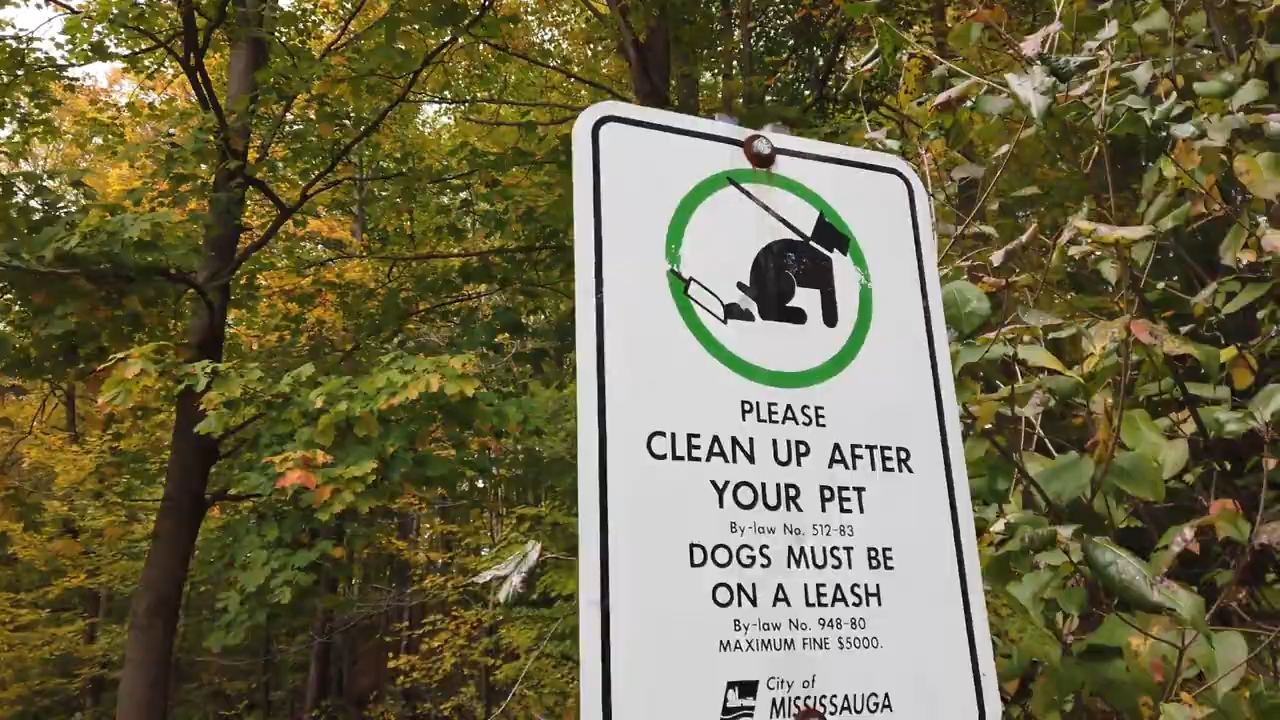 PLEASE
CLEAN UP AFTER
YOUR PET
By-law No. 512-83
DOGS MUST BE
ON A LEASH
By-law No. 948-80
MAXIMUM FINE $5000.
City of
MISSISSAUGA